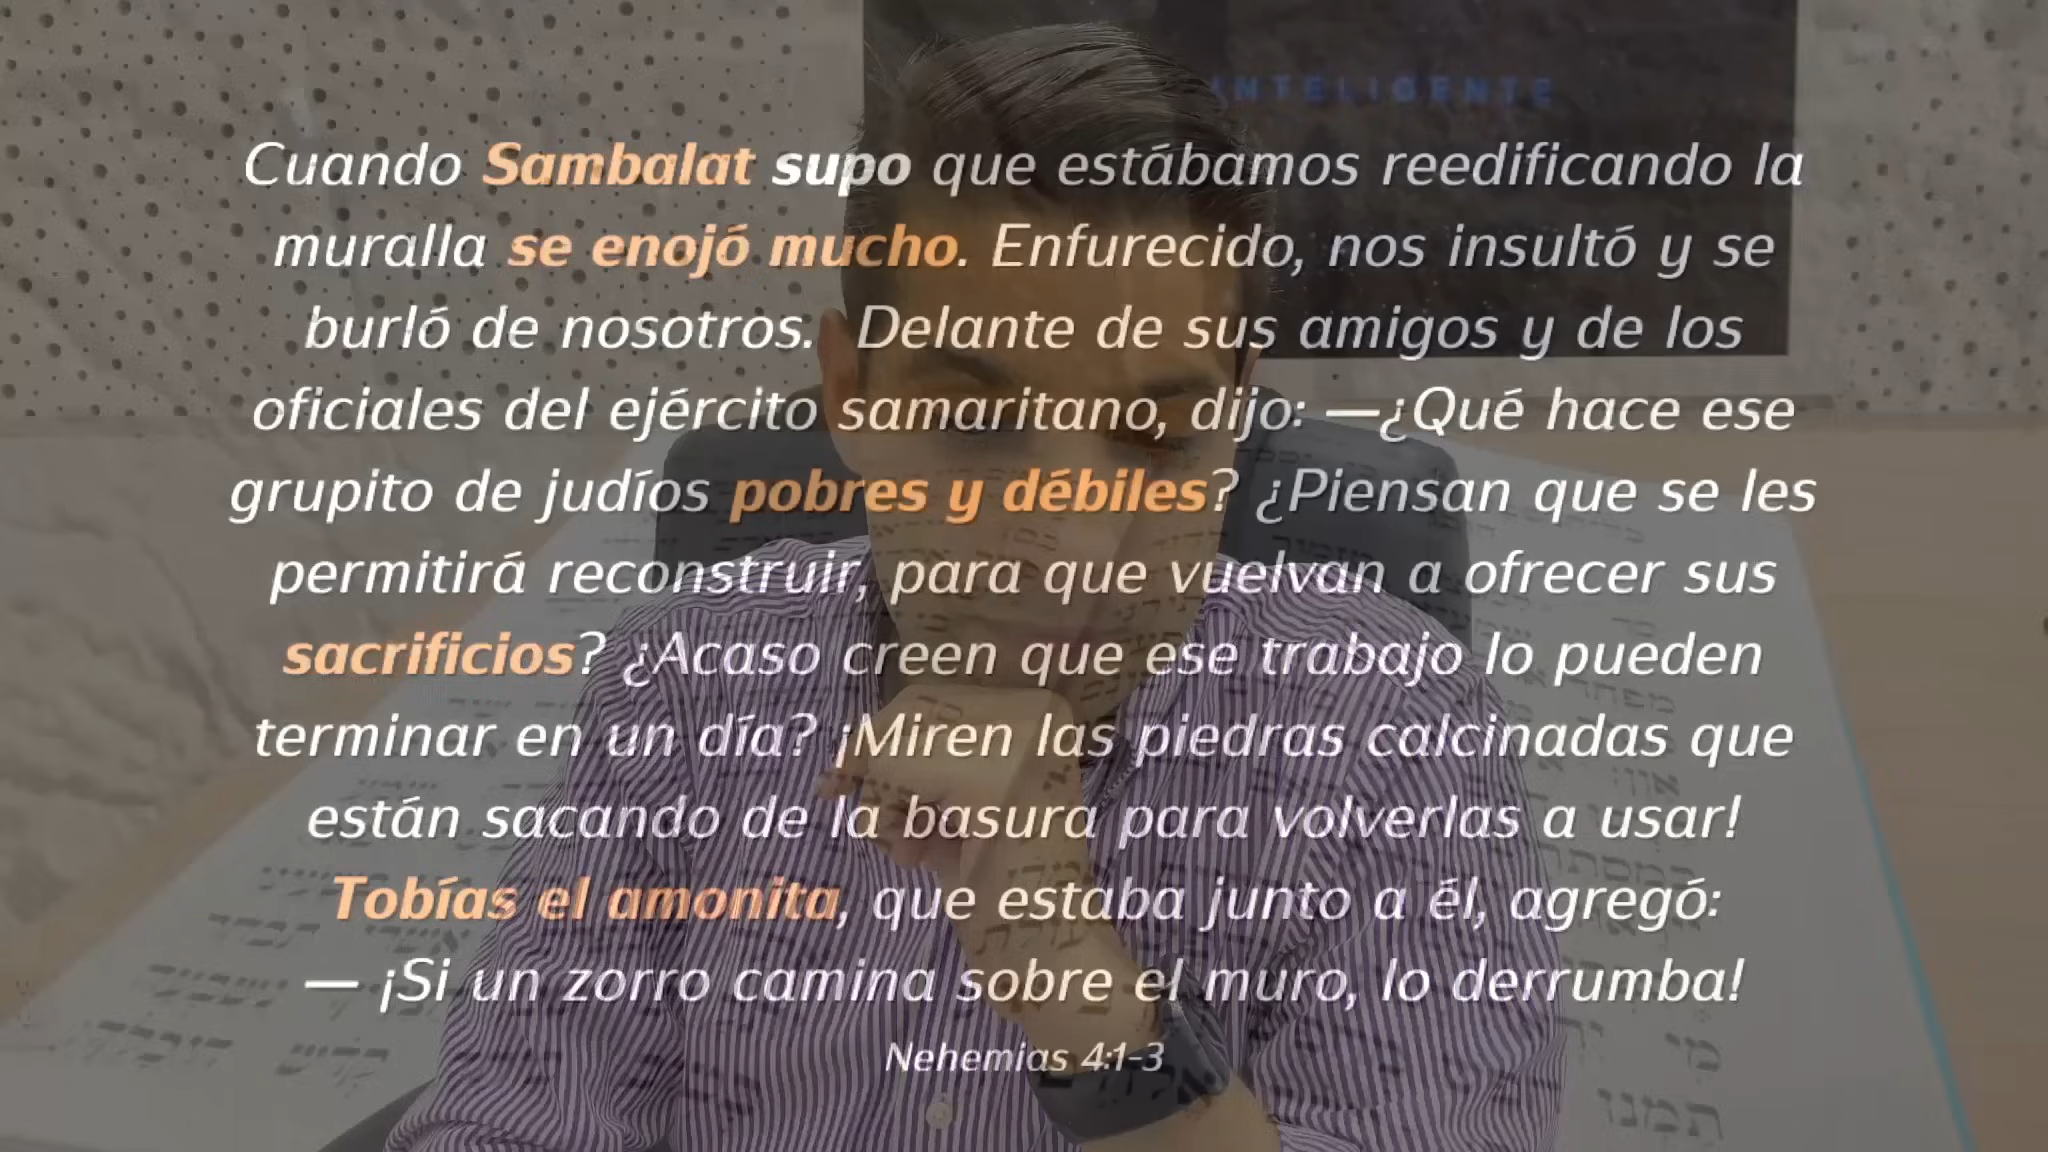 INTELIGENTE
Cuando Sambalat supo que estábamos reedificando la
muralla se enojó mucho. Enfurecido, nos insultó y se
burló de nosotros. Delante de sus amigos y de los
oficiales del ejército samaritano, dijo: —¿Qué hace ese
grupito de judíos pobres y débiles? ¿Piensan que se les
permitirá reconstruir, para que vuelvan a ofrecer sus
sacrificios? ¿Acaso creen que ese trabajo lo pueden
terminar en un día? ¡Miren las piedras calcinadas que
están sacando de la basura para volverlas a usar!
Tobías el amonita, que estaba junto a él, agregó:
— ¡Si un zorro camina sobre el muro, lo derrumba!
Nehemias 4:1-3